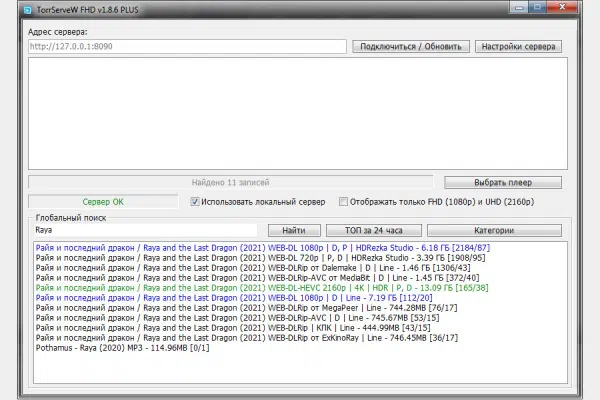 TorrServeW FHD v1.8.6 PLUS
Адрес сервера:
http://127.0.0.1:8090 Подключиться / Обновить Настройки сервера
Найдено 11 записей Выбрать плеер
Сервер ОК Использовать локальный сервер Отображать только FHD (1080p) и UHD (2160p)
Глобальный поиск
Raya Найти ТОП за 24 часа Категории
Райя и последний дракон / Raya and the Last Dragon (2021) WEB-DL 1080p | D, P | HDRezka Studio - 6.18 ГБ [2184/87]
Райя и последний дракон / Raya and the Last Dragon (2021) WEB-DL 720p | P, D | HDRezka Studio - 3.39 ГБ [1908/95]
Райя и последний дракон / Raya and the Last Dragon (2021) WEB-DLRip от Dalemake | D | Line - 1.46 ГБ [1306/43]
Райя и последний дракон / Raya and the Last Dragon (2021) WEB-DLRip-AVC от MediaBit | D | Line - 1.45 ГБ [372/40]
Райя и последний дракон / Raya and the Last Dragon (2021) WEB-DL-HEVC 2160p | 4K | HDR | P, D - 13.09 ГБ [165/38]
Райя и последний дракон / Raya and the Last Dragon (2021) WEB-DL 1080p | D | Line - 7.19 ГБ [112/20]
Райя и последний дракон / Raya and the Last Dragon (2021) WEB-DLRip от MegaPeer | Line - 744.28MB [76/17]
Райя и последний дракон / Raya and the Last Dragon (2021) WEB-DLRip-AVC | D | Line - 745.67MB [53/15]
Райя и последний дракон / Raya and the Last Dragon (2021) WEB-DLRip | КПК | Line - 444.99MB [43/15]
Райя и последний дракон / Raya and the Last Dragon (2021) WEB-DLRip от ExKinoRay | Line - 746.45MB [36/17]
Pothamus - Raya (2020) MP3 - 114.96MB [0/1]